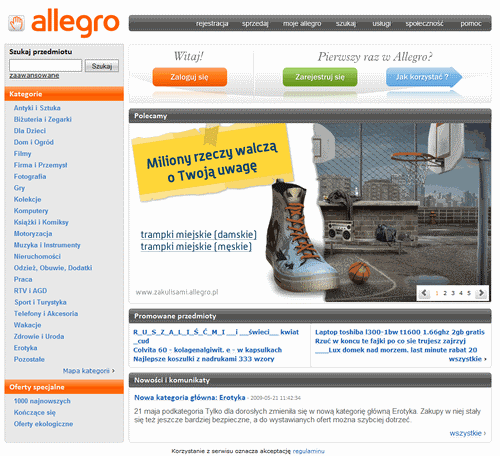 allegro
rejestracja sprzedaj moje allegro szukaj usługi społeczność pomoc
Szukaj przedmiotu
Szukaj
zaawansowane
Kategorie
Antyki i Sztuka
Biżuteria i Zegarki
Dla Dzieci
Dom i Ogród
Filmy
Firma i Przemysł
Fotografia
Gry
Kolekcje
Komputery
Książki i Komiksy
Motoryzacja
Muzyka i Instrumenty
Nieruchomości
Odzież, Obuwie, Dodatki
Praca
RTV i AGD
Sport i Turystyka
Telefony i Akcesoria
Wakacje
Zdrowie i Uroda
Erotyka
Pozostałe
Mapa kategorii >
Oferty specjalne
1000 najnowszych
Kończące się
Oferty ekologiczne
Witaj!
Zaloguj się
Pierwszy raz w Allegro?
Zarejestruj się
Jak korzystać ?
Polecamy
Miliony rzeczy walczą
o Twoją uwagę
trampki miejskie [damskie]
trampki miejskie [męskie]
www.zakulisami.allegro.pl
1 2 3 4 5
Promowane przedmioty
R_U_S_Z_A_L_I_Ś_Ć_M_I __i __świeci__ kwiat
_cud
Colvita 60 - kolagenalgiwit. e - w kapsułkach
Najlepsze koszulki z nadrukami 333 wzory
Laptop toshiba l300-1bw t1600 1.66ghz 2gb gratis
Rzuć w końcu te fajki po co sie trujesz zajrzyj
___Lux domek nad morzem. last minute rabat 20
wszystkie ›
Nowości i komunikaty
Nowa kategoria główna: Erotyka - 2009-05-21 11:42:34
21 maja podkategoria Tylko dla dorosłych zmieniła się w nową kategorię główną Erotyka. Zakupy w niej stały
się też jeszcze bardziej bezpieczne, a do wystawianych ofert można szybciej dotrzeć.
wszystkie ›
Korzystanie z serwisu oznacza akceptację regulaminu